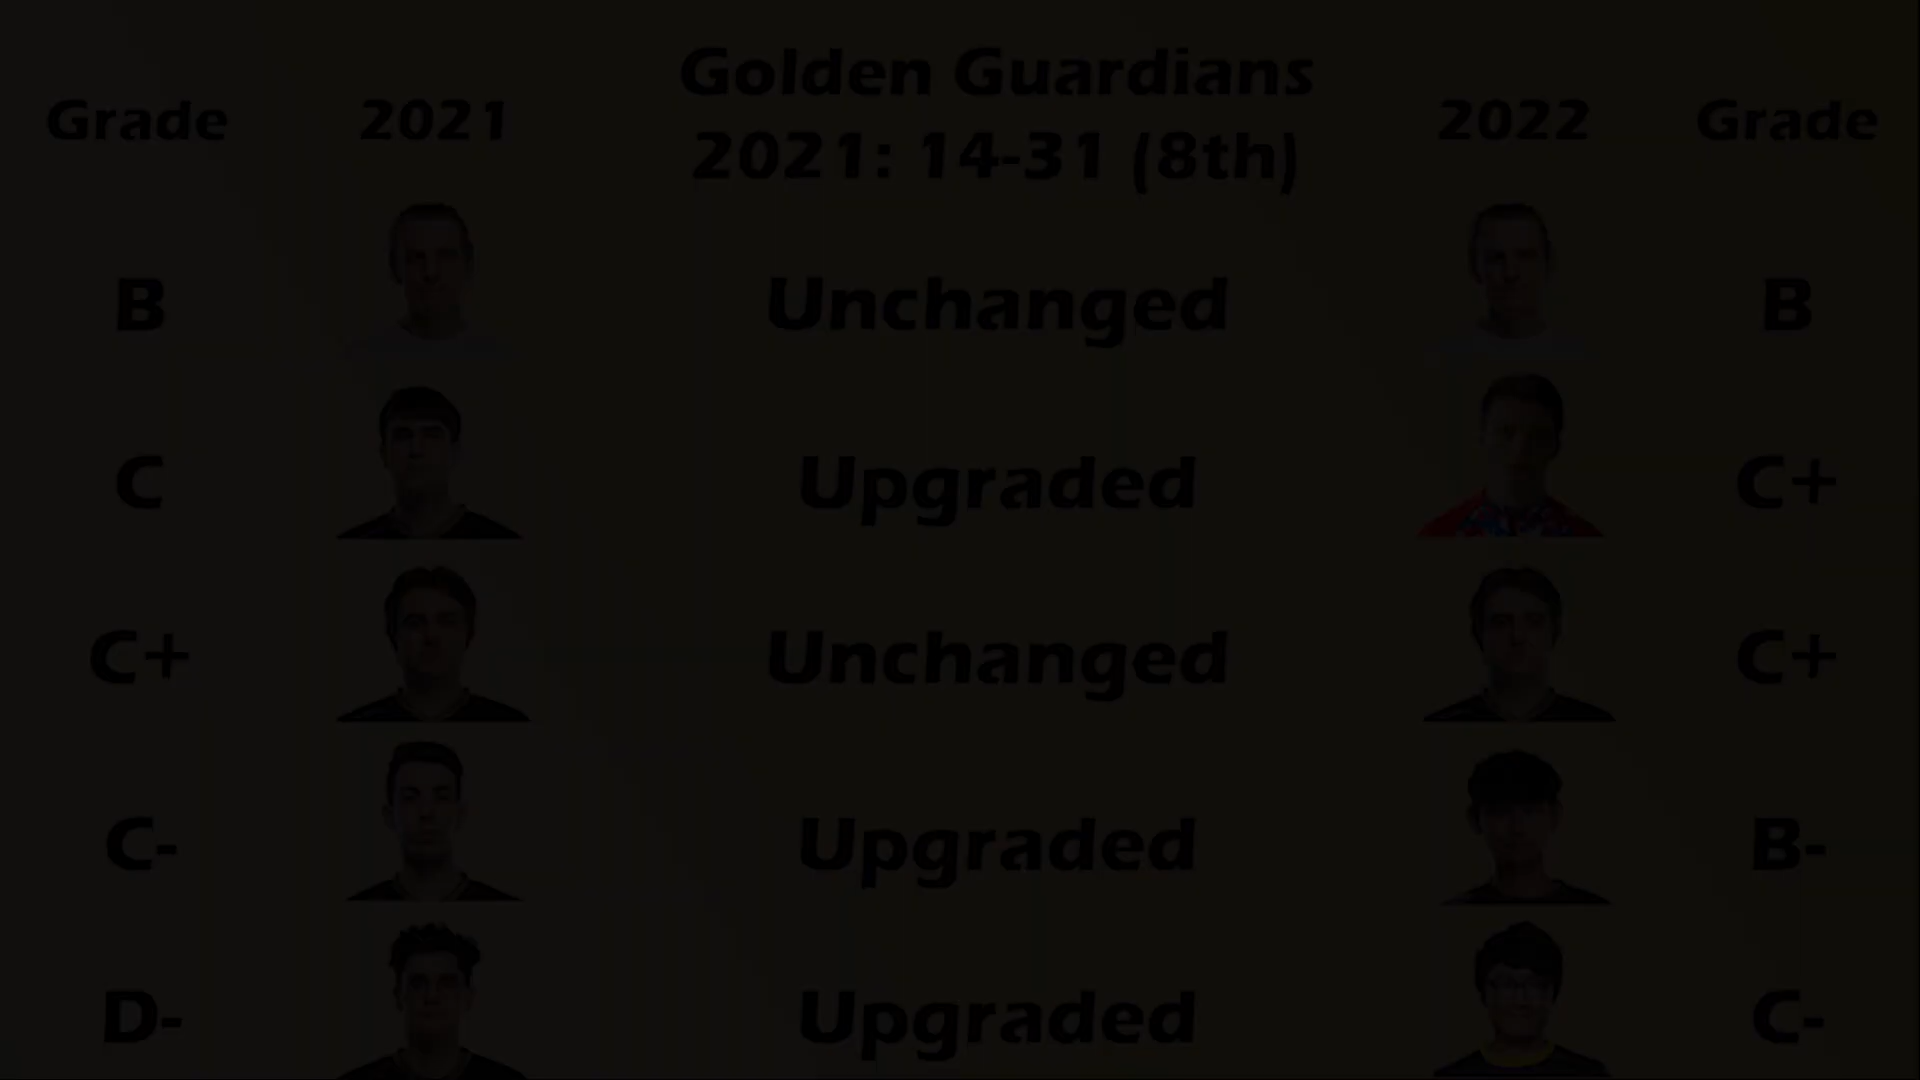 Golden Guardians
Grade 2021 2021: 14-31 (8th) 2022 Grade
B Unchanged B
C Upgraded C+
C+ Unchanged C+
C- Upgraded B-
D- Upgraded C-